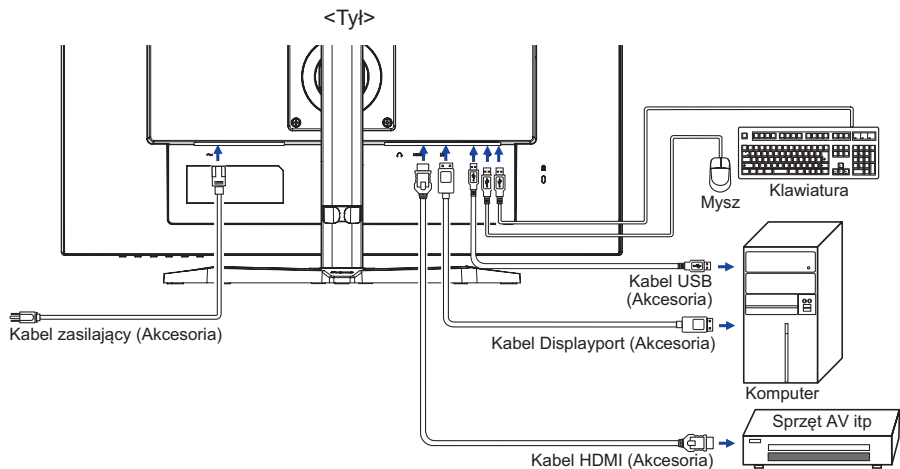 <Tył>
Klawiatura
Mysz
Kabel USB
(Akcesoria)
Kabel zasilający (Akcesoria)
Kabel Displayport (Akcesoria)
Komputer
Sprzęt AV itp
Kabel HDMI (Akcesoria)